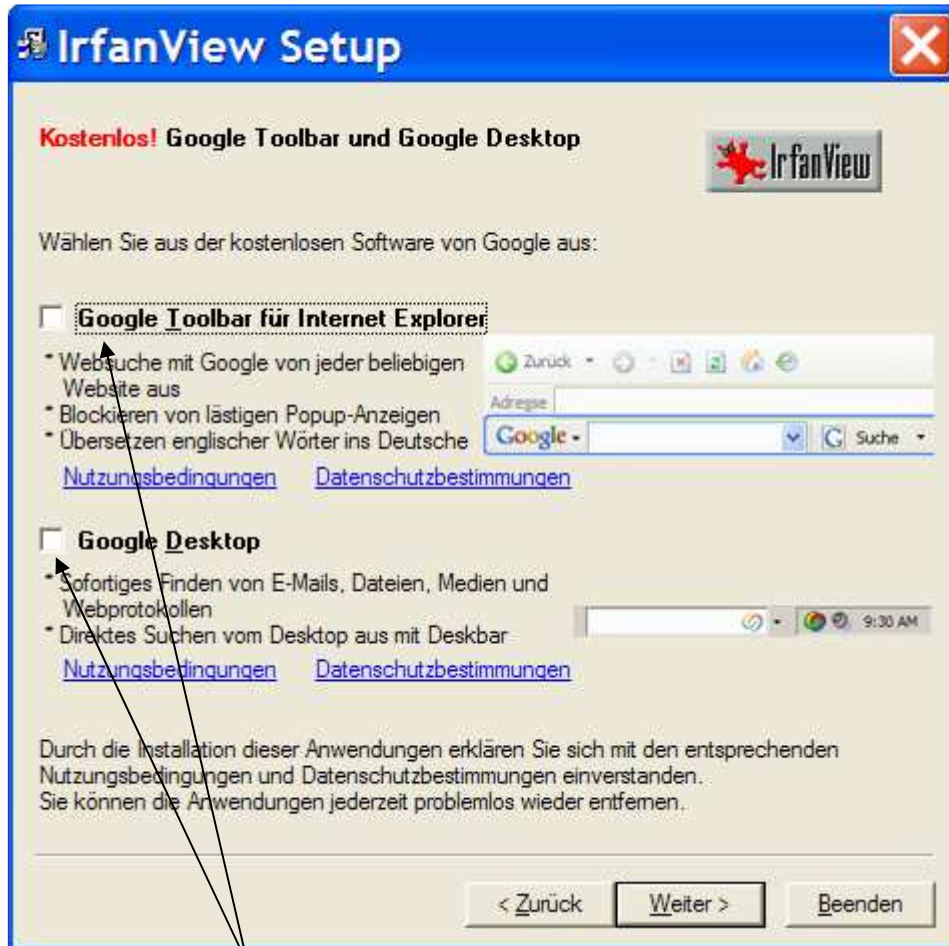 IrfanView Setup
Kostenlos! Google Toolbar und Google Desktop
IrfanView
Wählen Sie aus der kostenlosen Software von Google aus:
Google Toolbar für Internet Explorer
* Websuche mit Google von jeder beliebigen
Website aus
* Blockieren von lästigen Popup-Anzeigen
* Übersetzen englischer Wörter ins Deutsche
Zurück
Adresse
Google
G Suche
Nutzungsbedingungen Datenschutzbestimmungen
Google Desktop
* Sofortiges Finden von E-Mails, Dateien, Medien und
Webprotokollen
* Direktes Suchen vom Desktop aus mit Deskbar
9:30 AM
Nutzungsbedingungen Datenschutzbestimmungen
Durch die Installation dieser Anwendungen erklären Sie sich mit den entsprechenden
Nutzungsbedingungen und Datenschutzbestimmungen einverstanden.
Sie können die Anwendungen jederzeit problemlos wieder entfernen.
< Zurück Weiter > Beenden